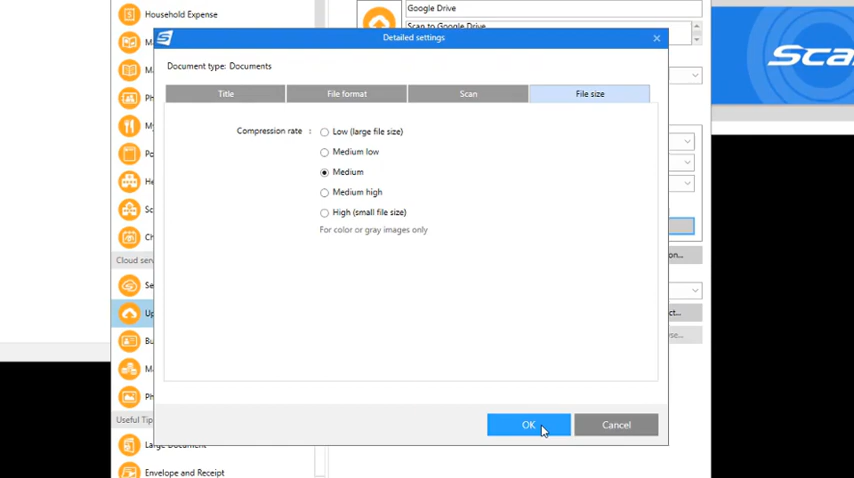 Household Expense
Google Drive
Scan to Google Drive
Detailed settings
Document type: Documents
Title
File format
Scan
File size
Compression rate :
Low (large file size)
Medium low
Medium
Medium high
High (small file size)
For color or gray images only
Cloud serv
Useful Tip
OK
Cancel
Large Document
Envelope and Receipt